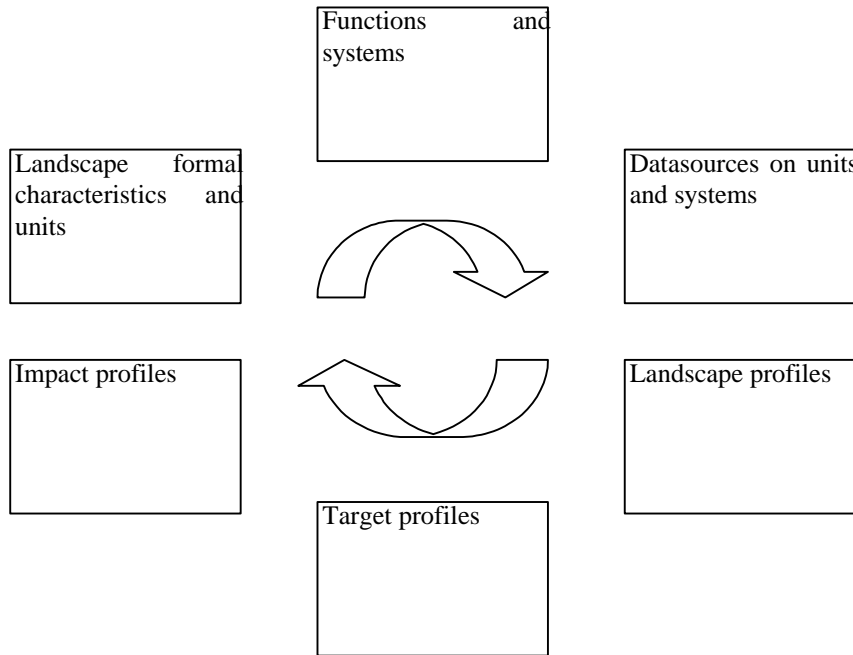 Functions and
systems
Landscape formal
characteristics and
units
Datasources on units
and systems
Impact profiles
Landscape profiles
Target profiles